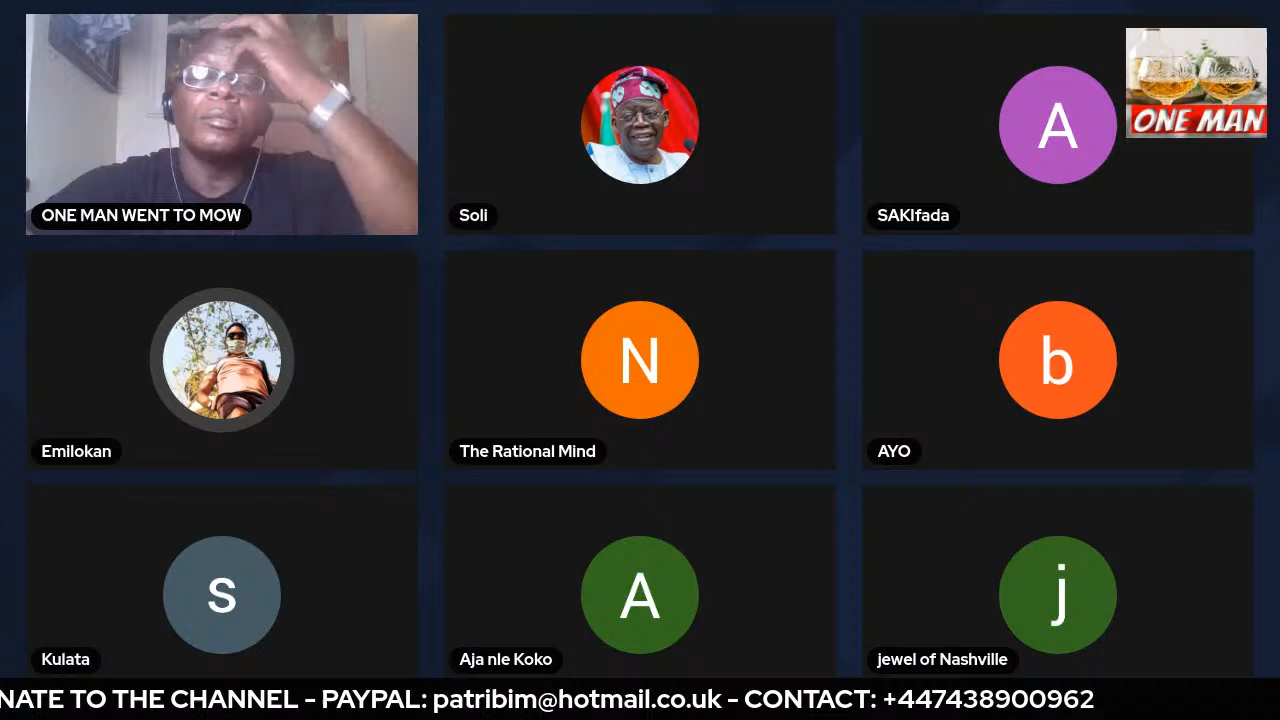 ONE MAN WENT TO MOW
Soli
A
SAKIfada
ONE MAN
Emilokan
N
The Rational Mind
b
AYO
s
Kulata
A
Aja nle Koko
j
jewel of Nashville
NATE TO THE CHANNEL - PAYPAL: patribim@hotmail.co.uk - CONTACT: +447438900962